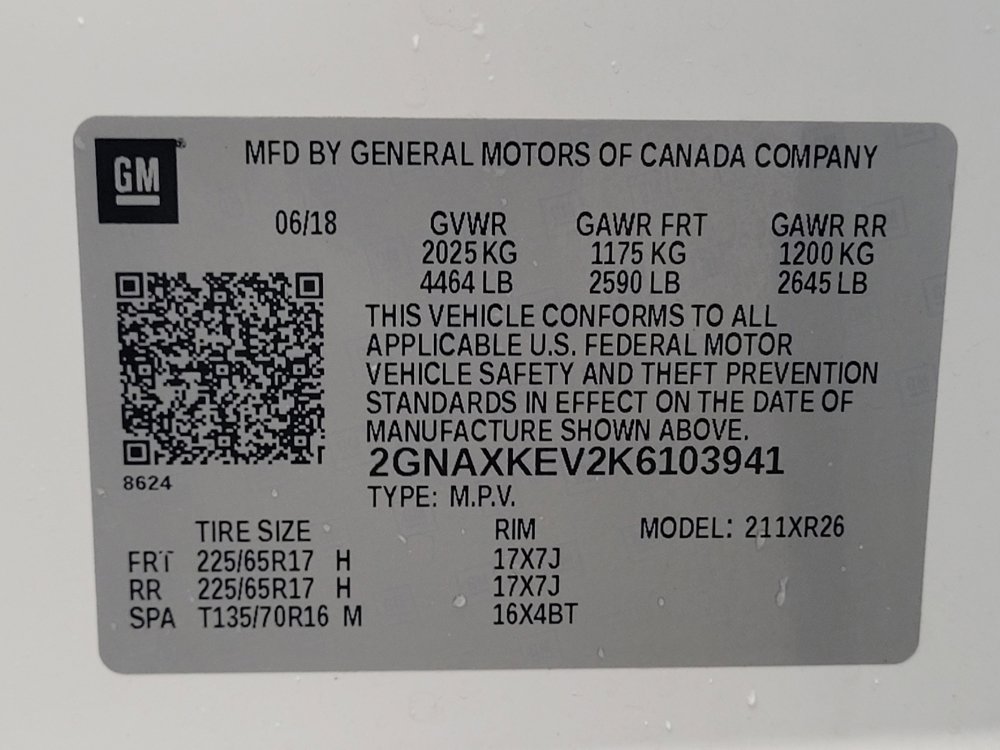 GM
MFD BY GENERAL MOTORS OF CANADA COMPANY
06/18 GVWR GAWR FRT GAWR RR
2025 KG 1175 KG 1200 KG
4464 LB 2590 LB 2645 LB
THIS VEHICLE CONFORMS TO ALL
APPLICABLE U.S. FEDERAL MOTOR
VEHICLE SAFETY AND THEFT PREVENTION
STANDARDS IN EFFECT ON THE DATE OF
MANUFACTURE SHOWN ABOVE.
2GNAXKEV2K6103941
8624
TYPE: M.P.V.
TIRE SIZE RIM MODEL: 211XR26
FRT 225/65R17 H 17X7J
RR 225/65R17 H 17X7J
SPA T135/70R16 M 16X4BT